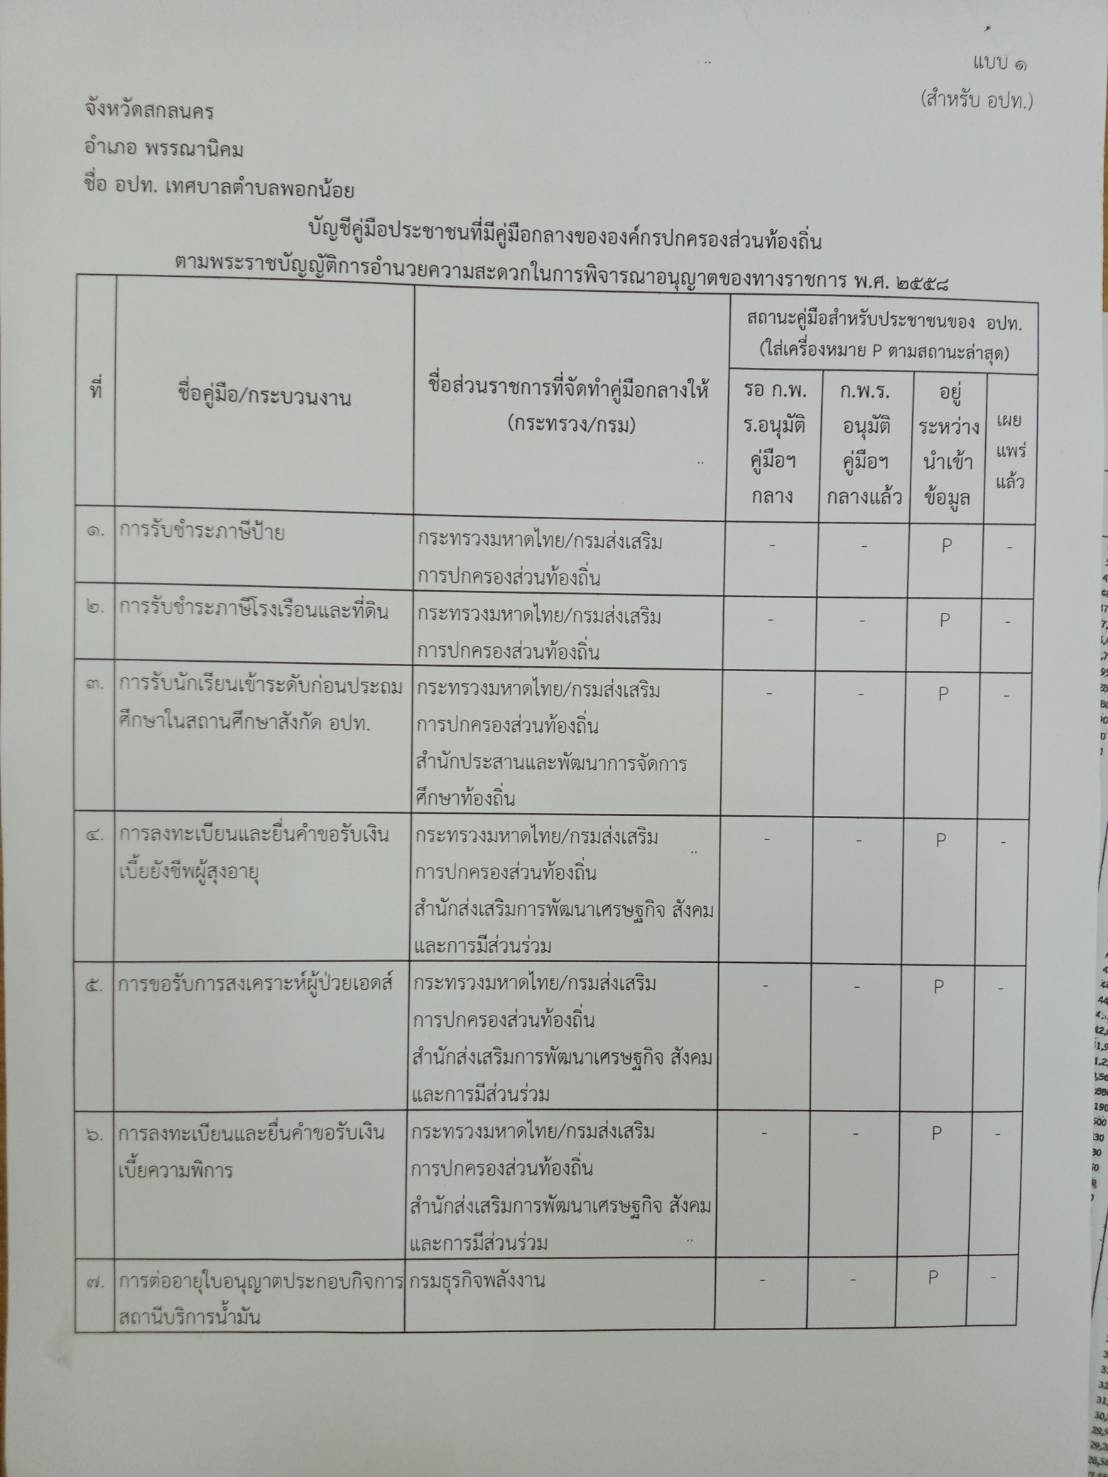 แบบ ๑
(สำหรับ อปท.)
จังหวัดสกลนคร
อำเภอ พรรณานิคม
ชื่อ อปท. เทศบาลตำบลพอกน้อย
บัญชีคู่มือประชาชนที่มีคู่มือกลางขององค์กรปกครองส่วนท้องถิ่น
ตามพระราชบัญญัติการอำนวยความสะดวกในการพิจารณาอนุญาตของทางราชการ พ.ศ. ๒๕๕๘
ที่
ชื่อคู่มือ/กระบวนงาน
ชื่อส่วนราชการที่จัดทำคู่มือกลางให้
(กระทรวง/กรม)
สถานะคู่มือสำหรับประชาชนของ อปท.
(ใส่เครื่องหมาย P ตามสถานะล่าสุด)
รอ ก.พ.
ร.อนุมัติ
คู่มือฯ
กลาง
ก.พ.ร.
อนุมัติ
คู่มือฯ
กลางแล้ว
อยู่
ระหว่าง
นำเข้า
ข้อมูล
เผย
แพร่
แล้ว
๑. การรับชำระภาษีป้าย กระทรวงมหาดไทย/กรมส่งเสริม - - P -
การปกครองส่วนท้องถิ่น
๒. การรับชำระภาษีโรงเรือนและที่ดิน กระทรวงมหาดไทย/กรมส่งเสริม - - P -
การปกครองส่วนท้องถิ่น
๓. การรับนักเรียนเข้าระดับก่อนประถม กระทรวงมหาดไทย/กรมส่งเสริม - - P -
ศึกษาในสถานศึกษาสังกัด อปท. การปกครองส่วนท้องถิ่น
สำนักประสานและพัฒนาการจัดการ
ศึกษาท้องถิ่น
๔. การลงทะเบียนและยื่นคำขอรับเงิน กระทรวงมหาดไทย/กรมส่งเสริม - - P -
เบี้ยยังชีพผู้สุงอายุ การปกครองส่วนท้องถิ่น
สำนักส่งเสริมการพัฒนาเศรษฐกิจ สังคม
และการมีส่วนร่วม
๕. การขอรับการสงเคราะห์ผู้ป่วยเอดส์ กระทรวงมหาดไทย/กรมส่งเสริม - - P -
การปกครองส่วนท้องถิ่น
สำนักส่งเสริมการพัฒนาเศรษฐกิจ สังคม
และการมีส่วนร่วม
๖. การลงทะเบียนและยื่นคำขอรับเงิน กระทรวงมหาดไทย/กรมส่งเสริม - - P -
เบี้ยความพิการ การปกครองส่วนท้องถิ่น
สำนักส่งเสริมการพัฒนาเศรษฐกิจ สังคม
และการมีส่วนร่วม
๗. การต่ออายุใบอนุญาตประกอบกิจการ กรมธุรกิจพลังงาน - - P -
สถานีบริการน้ำมัน